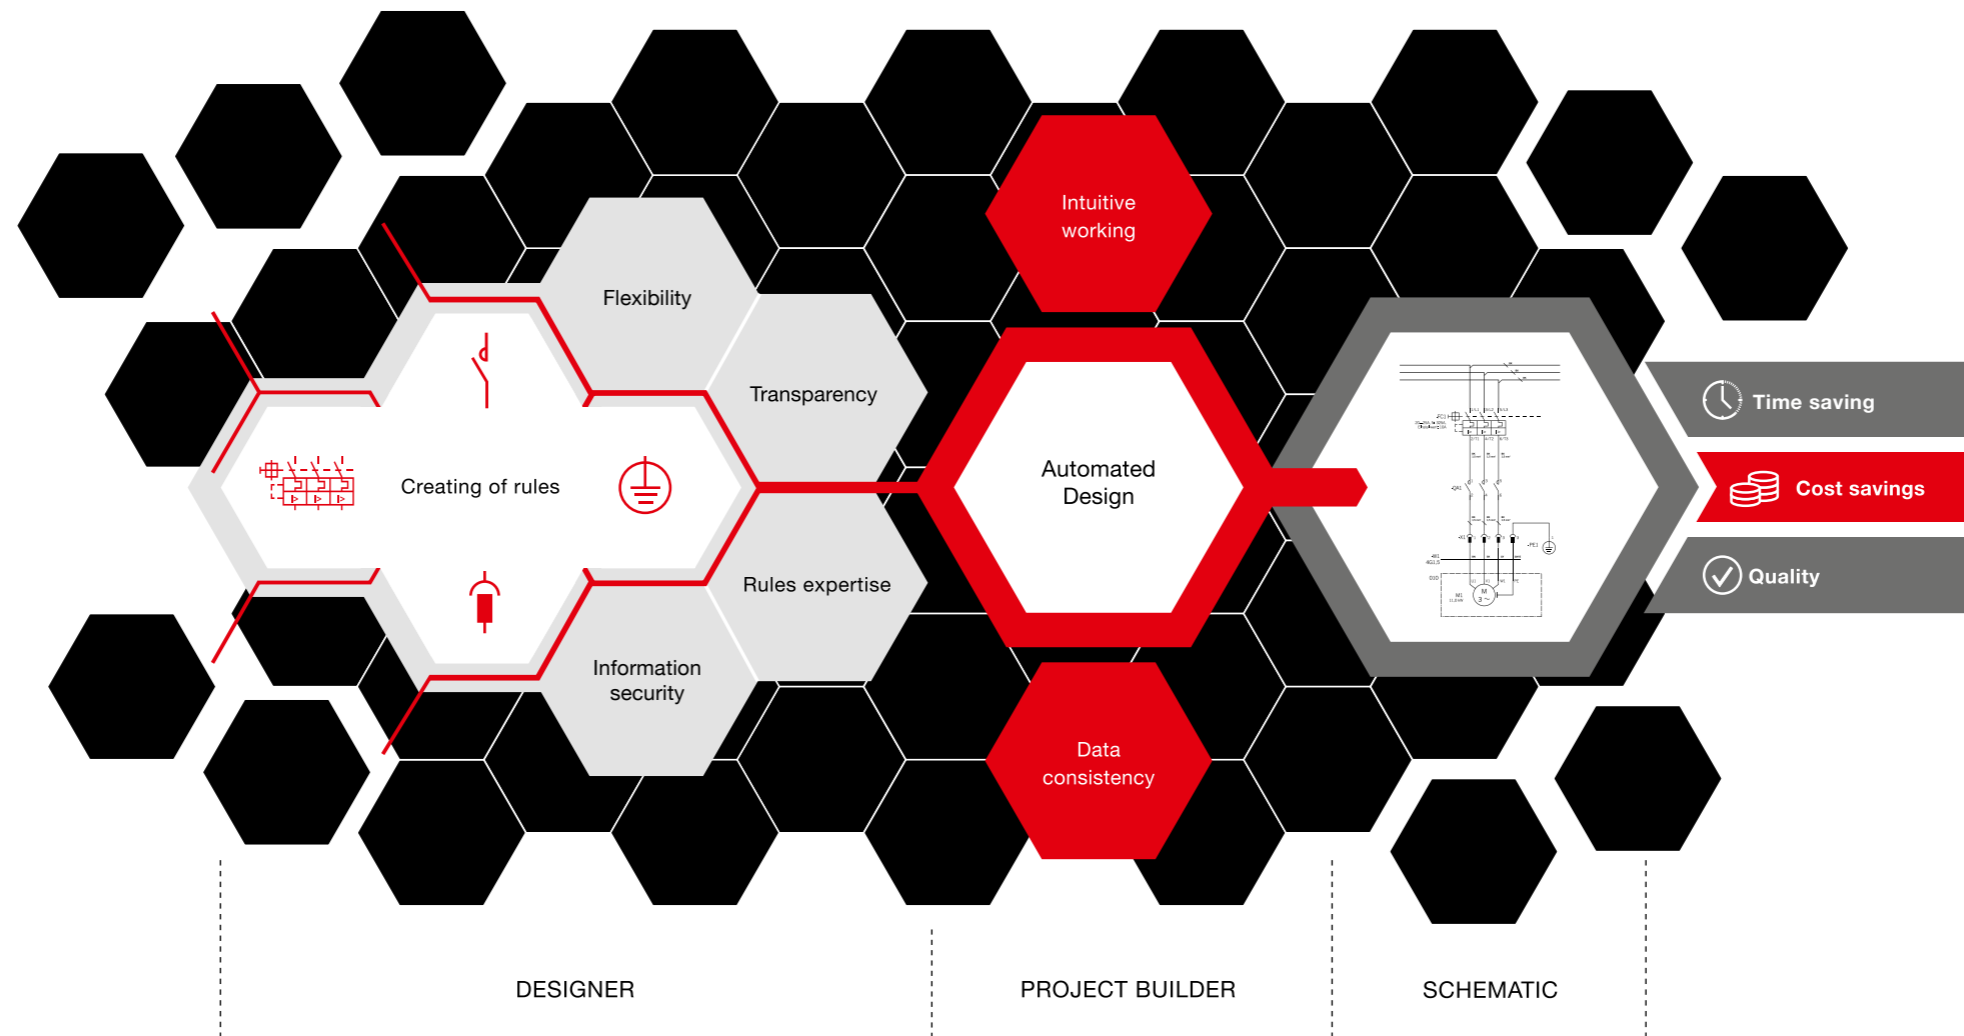 Intuitive
working
Flexibility
Transparency
Creating of rules
Automated
Design
Rules expertise
Information
security
Data
consistency
Time saving
Cost savings
Quality
M
3 ~
DESIGNER
PROJECT BUILDER
SCHEMATIC